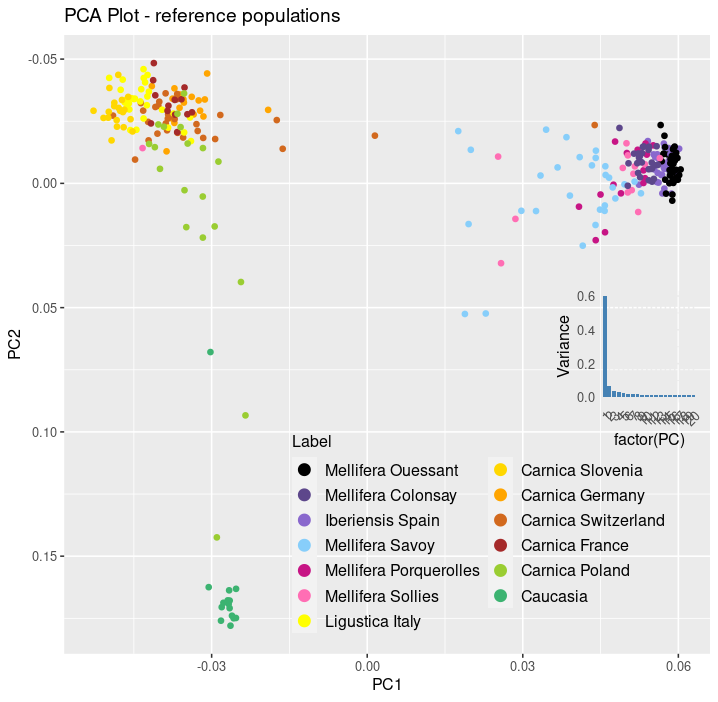 PCA Plot - reference populations
-0.05
0.00
0.05
0.10
0.15
PC2
0.6
0.4
0.2
0.0
Variance
factor(PC)
Label
Mellifera Ouessant
Mellifera Colonsay
Iberiensis Spain
Mellifera Savoy
Mellifera Porquerolles
Mellifera Sollies
Ligustica Italy
Carnica Slovenia
Carnica Germany
Carnica Switzerland
Carnica France
Carnica Poland
Caucasia
-0.03
0.00
0.03
0.06
PC1